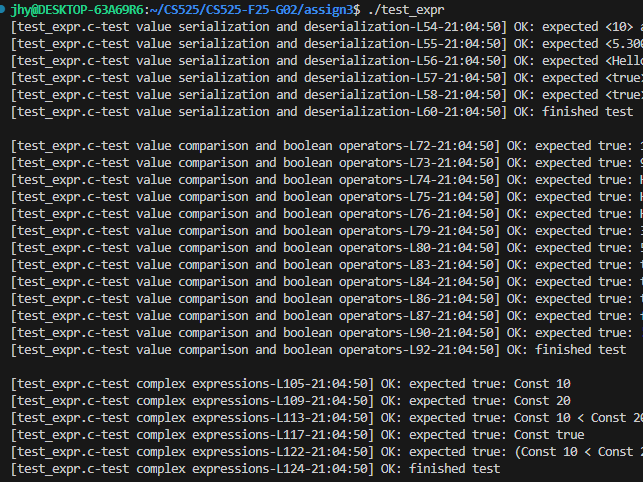 jhy@DESKTOP-63A69R6:~/CS525/CS525-F25-G02/assign3$ ./test_expr
[test_expr.c-test value serialization and deserialization-L54-21:04:50] OK: expected <10> a
[test_expr.c-test value serialization and deserialization-L55-21:04:50] OK: expected <5.300
[test_expr.c-test value serialization and deserialization-L56-21:04:50] OK: expected <Hello
[test_expr.c-test value serialization and deserialization-L57-21:04:50] OK: expected <true>
[test_expr.c-test value serialization and deserialization-L58-21:04:50] OK: expected <true>
[test_expr.c-test value serialization and deserialization-L60-21:04:50] OK: finished test
[test_expr.c-test value comparison and boolean operators-L72-21:04:50] OK: expected true: 1
[test_expr.c-test value comparison and boolean operators-L73-21:04:50] OK: expected true: 9
[test_expr.c-test value comparison and boolean operators-L74-21:04:50] OK: expected true: H
[test_expr.c-test value comparison and boolean operators-L75-21:04:50] OK: expected true: H
[test_expr.c-test value comparison and boolean operators-L76-21:04:50] OK: expected true: H
[test_expr.c-test value comparison and boolean operators-L79-21:04:50] OK: expected true: 3
[test_expr.c-test value comparison and boolean operators-L80-21:04:50] OK: expected true: 5
[test_expr.c-test value comparison and boolean operators-L83-21:04:50] OK: expected true: t
[test_expr.c-test value comparison and boolean operators-L84-21:04:50] OK: expected true: t
[test_expr.c-test value comparison and boolean operators-L86-21:04:50] OK: expected true: t
[test_expr.c-test value comparison and boolean operators-L87-21:04:50] OK: expected true: f
[test_expr.c-test value comparison and boolean operators-L90-21:04:50] OK: expected true:
[test_expr.c-test value comparison and boolean operators-L92-21:04:50] OK: finished test
[test_expr.c-test complex expressions-L105-21:04:50] OK: expected true: Const 10
[test_expr.c-test complex expressions-L109-21:04:50] OK: expected true: Const 20
[test_expr.c-test complex expressions-L113-21:04:50] OK: expected true: Const 10 < Const 20
[test_expr.c-test complex expressions-L117-21:04:50] OK: expected true: Const true
[test_expr.c-test complex expressions-L122-21:04:50] OK: expected true: (Const 10 < Const 2
[test_expr.c-test complex expressions-L124-21:04:50] OK: finished test